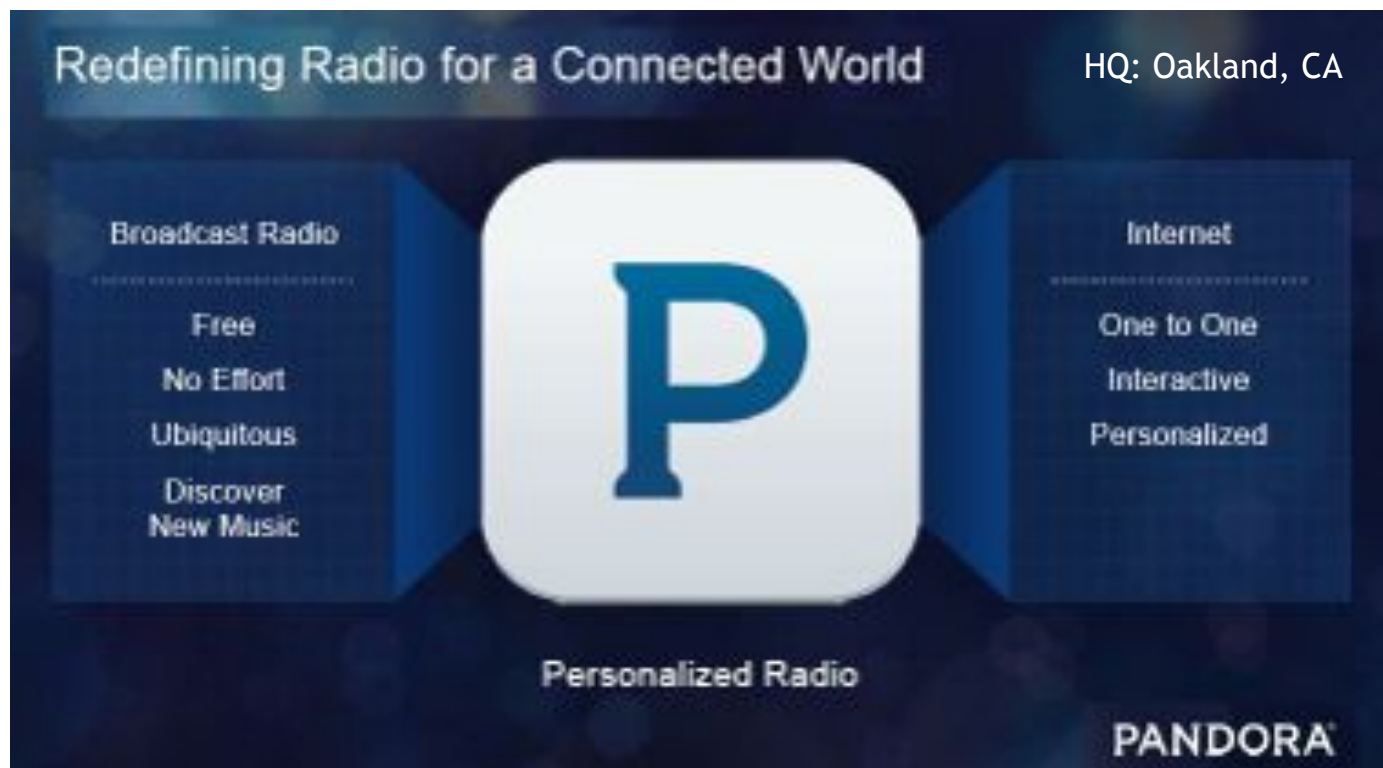 Redefining Radio for a Connected World
HQ: Oakland, CA
Broadcast Radio
Free
No Effort
Ubiquitous
Discover
New Music
P
Internet
One to One
Interactive
Personalized
Personalized Radio
PANDORA